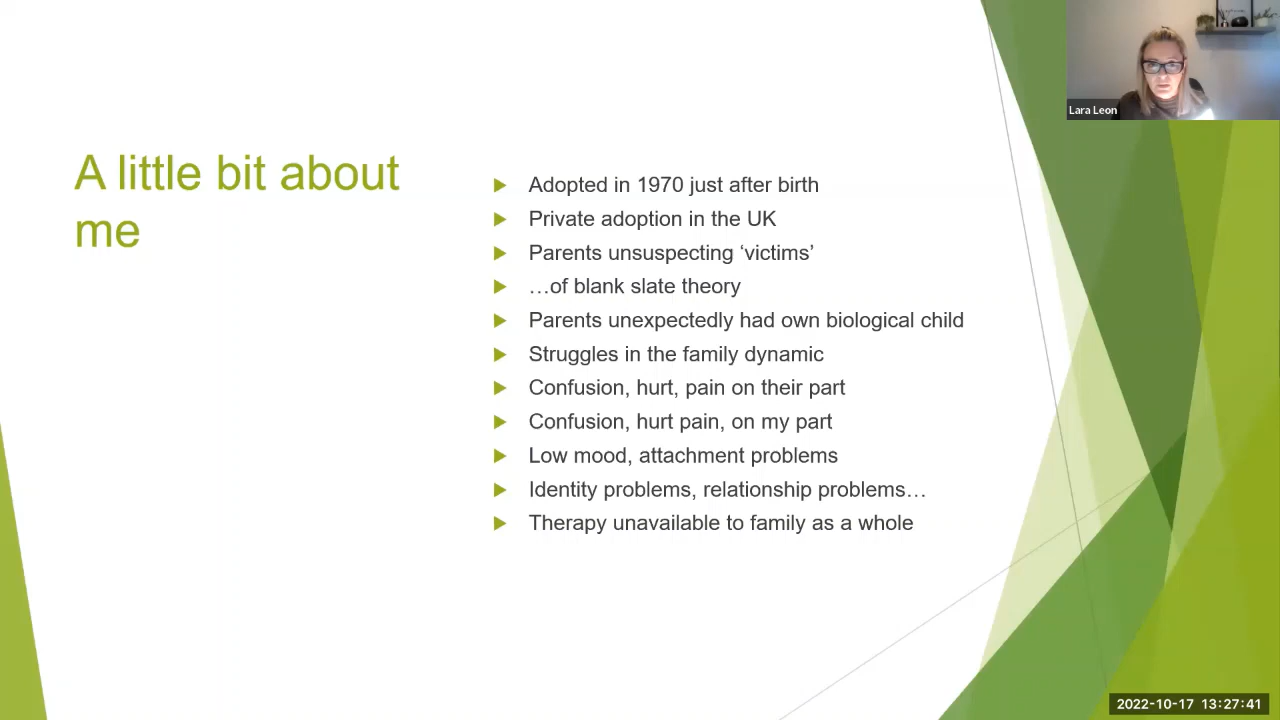 Lara Leon
A little bit about
me
Adopted in 1970 just after birth
Private adoption in the UK
Parents unsuspecting ‘victims’
…of blank slate theory
Parents unexpectedly had own biological child
Struggles in the family dynamic
Confusion, hurt, pain on their part
Confusion, hurt pain, on my part
Low mood, attachment problems
Identity problems, relationship problems…
Therapy unavailable to family as a whole
2022-10-17 13:27:41